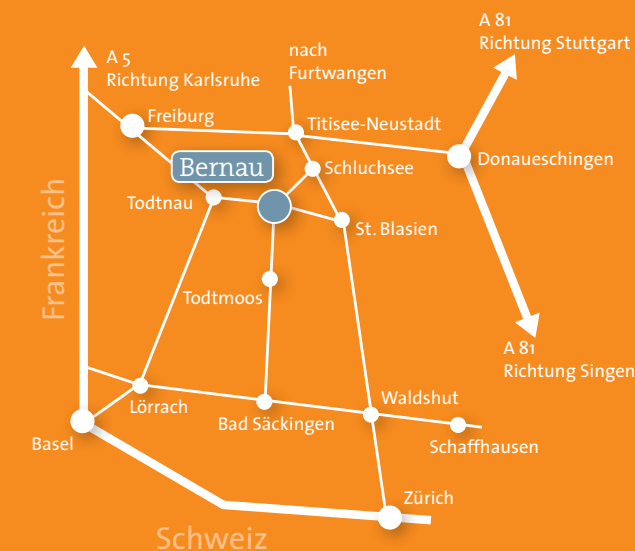 A 81
Richtung Stuttgart
nach
Furtwangen
A 5
Richtung Karlsruhe
Freiburg
Titisee-Neustadt
Bernau
Schluchsee
Donaueschingen
Todtnau
St. Blasien
Frankreich
Todtmoos
A 81
Richtung Singen
Lörrach
Waldshut
Bad Säckingen
Basel
Schaffhausen
Zürich
Schweiz